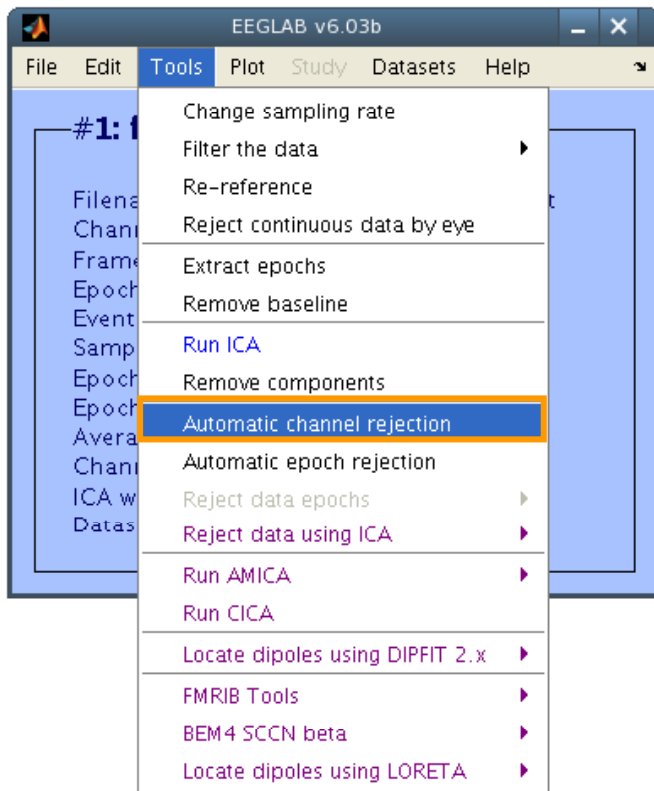 EEGLAB v6.03b
File Edit Tools Plot Study Datasets Help
#1:
Change sampling rate
Filter the data
Re-reference
Reject continuous data by eye
Extract epochs
Remove baseline
Run ICA
Remove components
Automatic channel rejection
Automatic epoch rejection
Reject data epochs
Reject data using ICA
Run AMICA
Run CICA
Locate dipoles using DIPFIT 2.x
FMRIB Tools
BEM4 SCCN beta
Locate dipoles using LORETA
Filena
Chann
Frame
Epoch
Event
Samp
Epoch
Epoch
Avera
Chann
ICA w
Datas